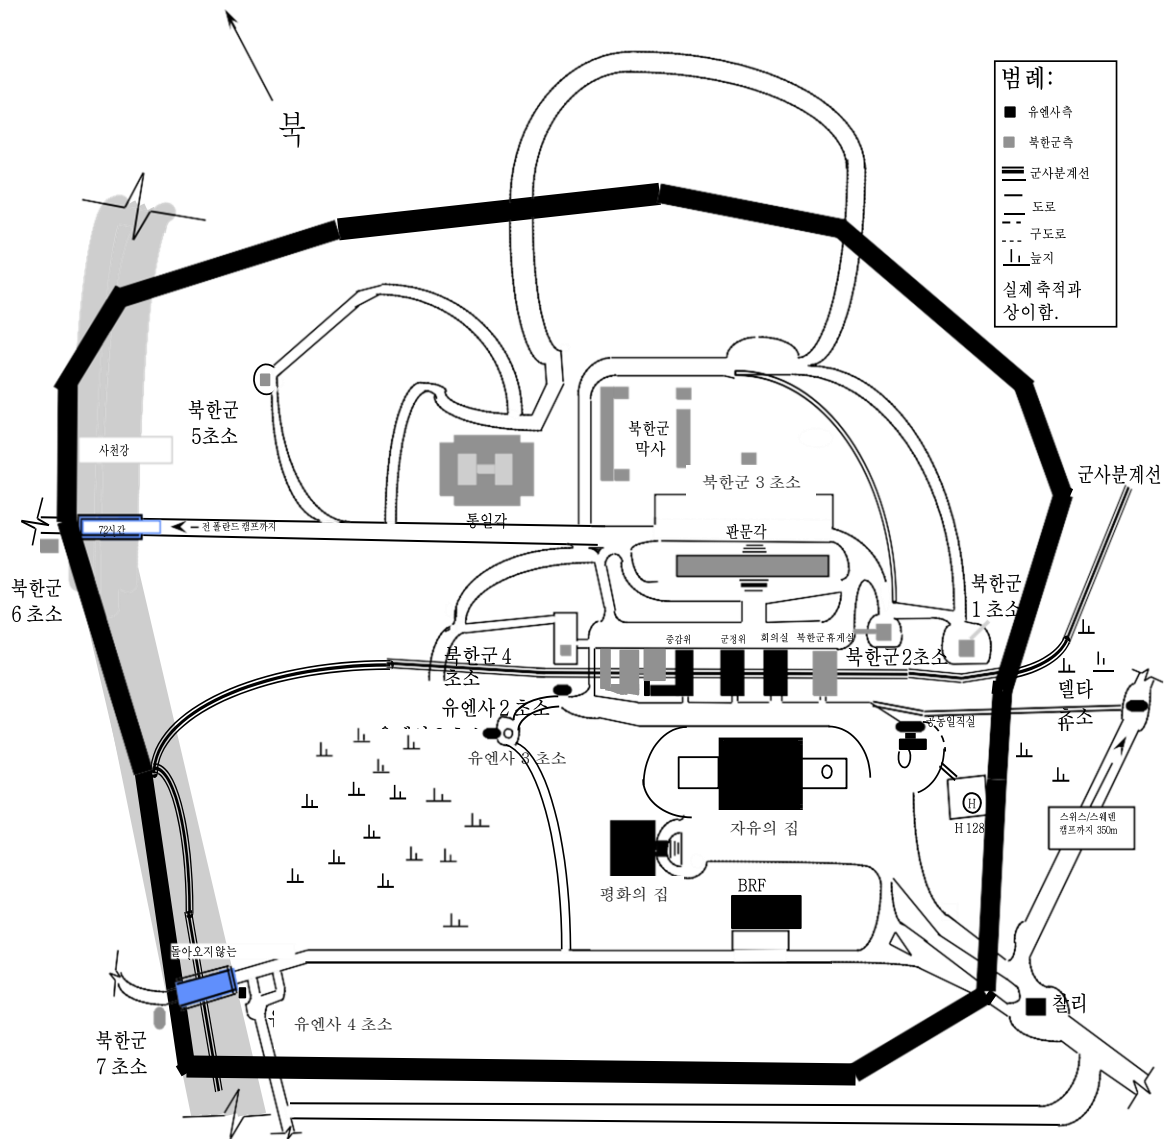 북
범례:
유엔사측
북한군측
군사분계선
도로
구도로
늪지
실제 축적과
상이함.
북한군
5초소
사천강
북한군
막사
북한군 3 초소
군사분계선
통일각
판문각
72시간
전 폴란드 캠프까지
북한군
6 초소
북한군
1 초소
중감위
군정위
회의실
북한군 휴게실
북한군 4
초소
북한군 2초소
유엔사 2 초소
델타
초소
공동일직실
유엔사 3 초소
H
H 128
스위스/스웨덴
캠프까지 350m
자유의 집
평화의 집
BRF
돌아오지않는
찰리
유엔사 4 초소
북한군
7 초소